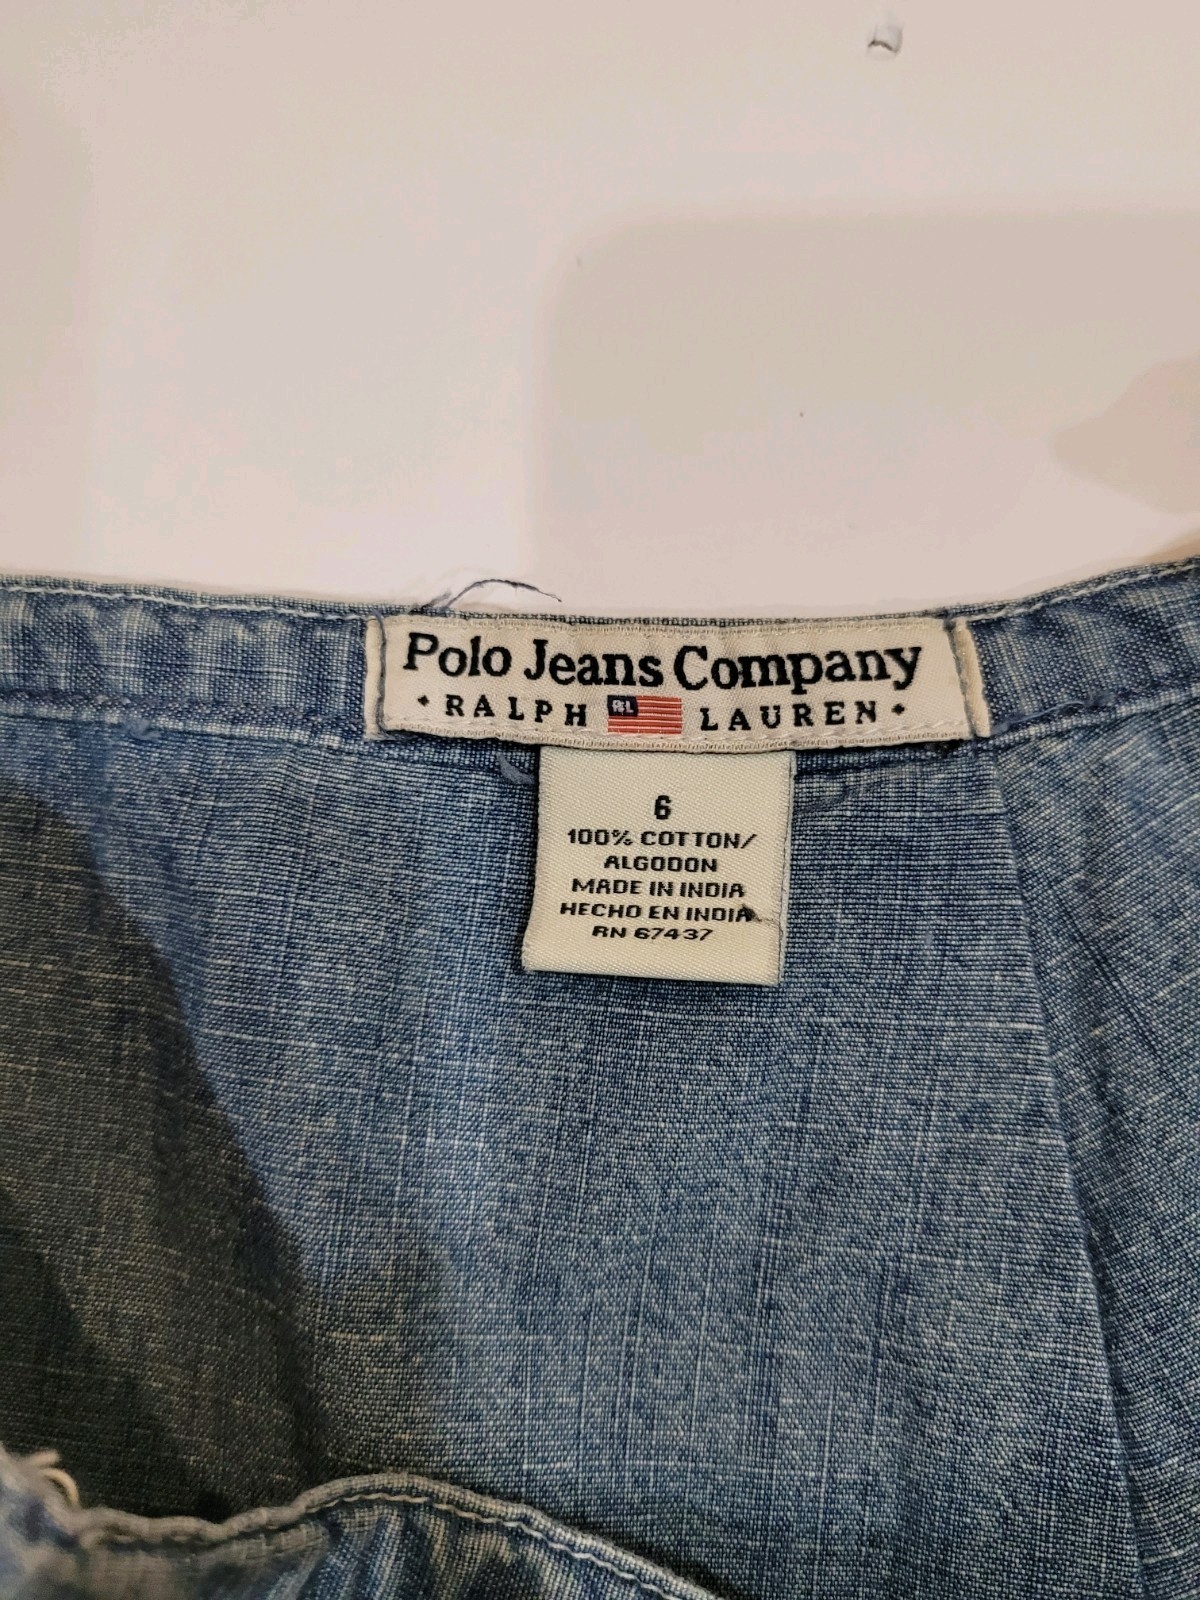 Polo Jeans Company
• RALPH RL LAUREN •
6
100% COTTON/
ALGODON
MADE IN INDIA
HECHO EN INDIA
RN 67437